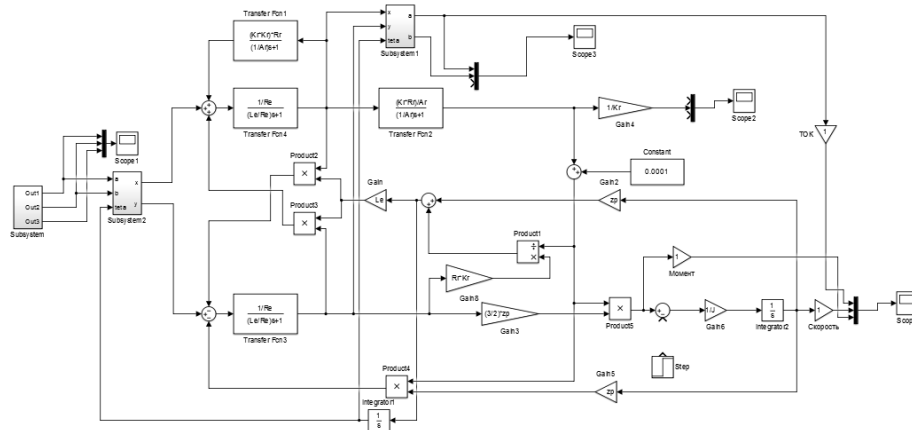 Transfer Fcn1
(Kr*Kr)*Rr
(1/Ar)s+1
x
y
teta
a
b
Subsystem1
Scope3
1/Re
(Le/Re)s+1
Transfer Fcn4
(Kr*Rr)/Ar
(1/Ar)s+1
Transfer Fcn2
1/Kr
Gain4
Scope2
1
ТОК
Scope1
Constant
0.0001
Product2
×
Product3
×
Gain
Le
Gain2
zp
Out1
Out2
Out3
Subsystem
a
b
teta
x
y
Subsystem2
Product1
÷
×
Rr*Kr
Gain8
1
Момент
1/Re
(Le/Re)s+1
Transfer Fcn3
(3/2)*zp
Gain3
×
Product5
1/J
Gain6
1
s
Integrator2
1
Скорость
Scop
Step
Product4
×
Gain5
zp
Integrator1
1
s